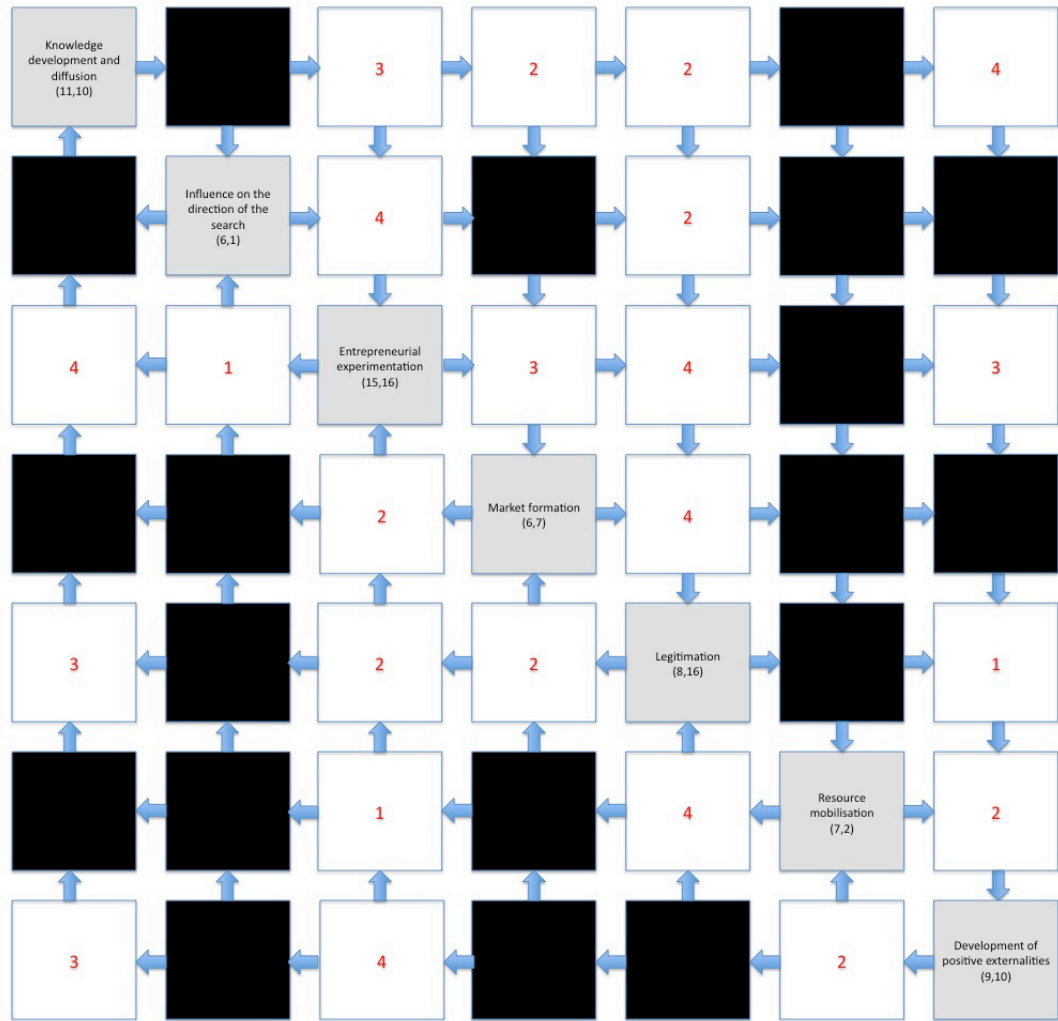 Knowledge
development and
diffusion
(11,10)
3
2
2
4
Influence on the
direction of the
search
(6,1)
4
2
4
1
Entrepreneurial
experimentation
(15,16)
3
4
3
2
Market formation
(6,7)
4
3
2
2
Legitimation
(8,16)
1
1
4
Resource
mobilisation
(7,2)
2
3
4
2
Development of
positive externalities
(9,10)